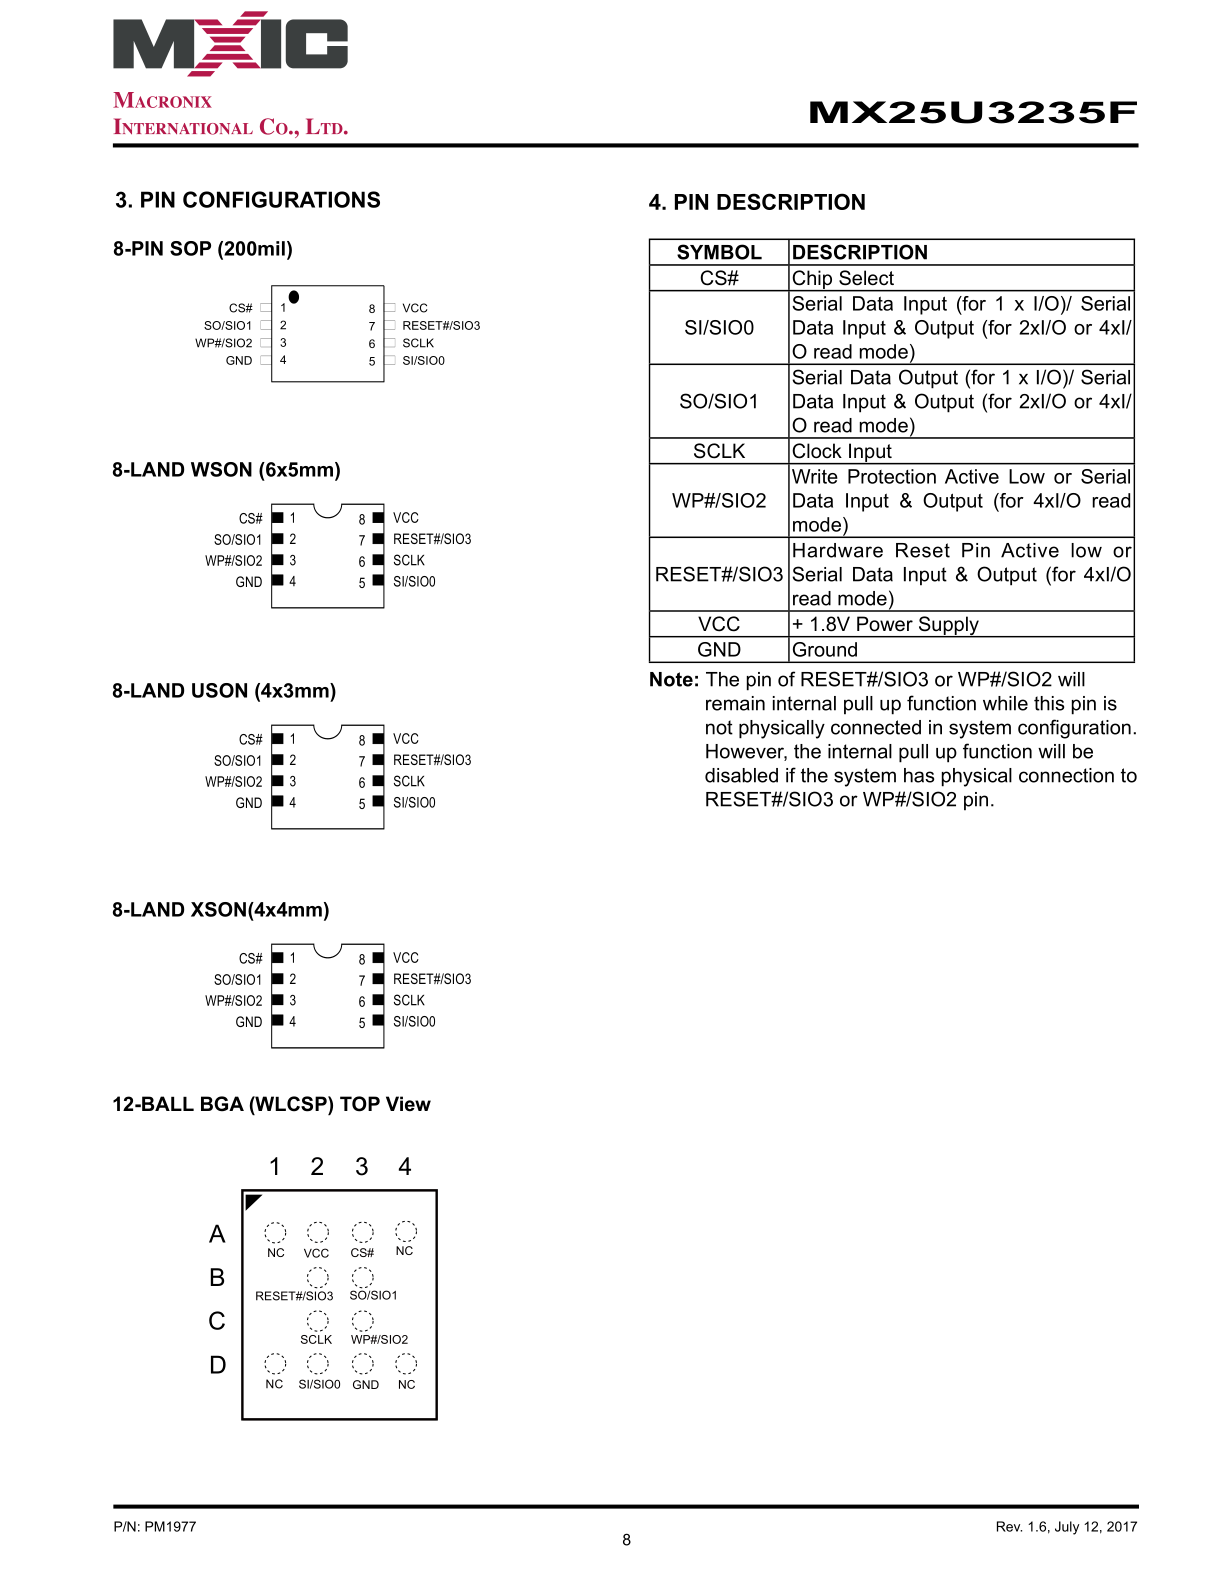 MXIC
MACRONIX
INTERNATIONAL CO., LTD.
MX25U3235F
3. PIN CONFIGURATIONS
8-PIN SOP (200mil)
CS# 1 8 VCC
SO/SIO1 2 7 RESET#/SIO3
WP#/SIO2 3 6 SCLK
GND 4 5 SI/SIO0
8-LAND WSON (6x5mm)
CS# 1 8 VCC
SO/SIO1 2 7 RESET#/SIO3
WP#/SIO2 3 6 SCLK
GND 4 5 SI/SIO0
8-LAND USON (4x3mm)
CS# 1 8 VCC
SO/SIO1 2 7 RESET#/SIO3
WP#/SIO2 3 6 SCLK
GND 4 5 SI/SIO0
8-LAND XSON(4x4mm)
CS# 1 8 VCC
SO/SIO1 2 7 RESET#/SIO3
WP#/SIO2 3 6 SCLK
GND 4 5 SI/SIO0
12-BALL BGA (WLCSP) TOP View
1 2 3 4
A
NC VCC CS# NC
B
RESET#/SIO3 SO/SIO1
C
SCLK WP#/SIO2
D
NC SI/SIO0 GND NC
4. PIN DESCRIPTION
SYMBOL DESCRIPTION
CS# Chip Select
SI/SIO0 Serial Data Input (for 1 x I/O)/ Serial
Data Input & Output (for 2xI/O or 4xI/
O read mode)
SO/SIO1 Serial Data Output (for 1 x I/O)/ Serial
Data Input & Output (for 2xI/O or 4xI/
O read mode)
SCLK Clock Input
WP#/SIO2 Write Protection Active Low or Serial
Data Input & Output (for 4xI/O read
mode)
RESET#/SIO3 Hardware Reset Pin Active low or
Serial Data Input & Output (for 4xI/O
read mode)
VCC + 1.8V Power Supply
GND Ground
Note: The pin of RESET#/SIO3 or WP#/SIO2 will
remain internal pull up function while this pin is
not physically connected in system configuration.
However, the internal pull up function will be
disabled if the system has physical connection to
RESET#/SIO3 or WP#/SIO2 pin.
P/N: PM1977
Rev. 1.6, July 12, 2017
8